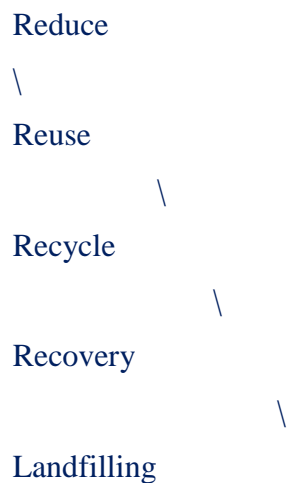 Reduce
\
Reuse
\
Recycle
\
Recovery
\
Landfilling